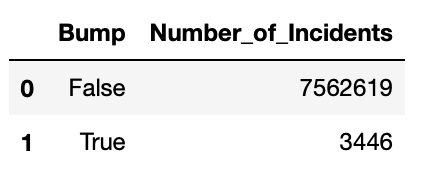 Bump Number_of_Incidents
0 False 7562619
1 True 3446